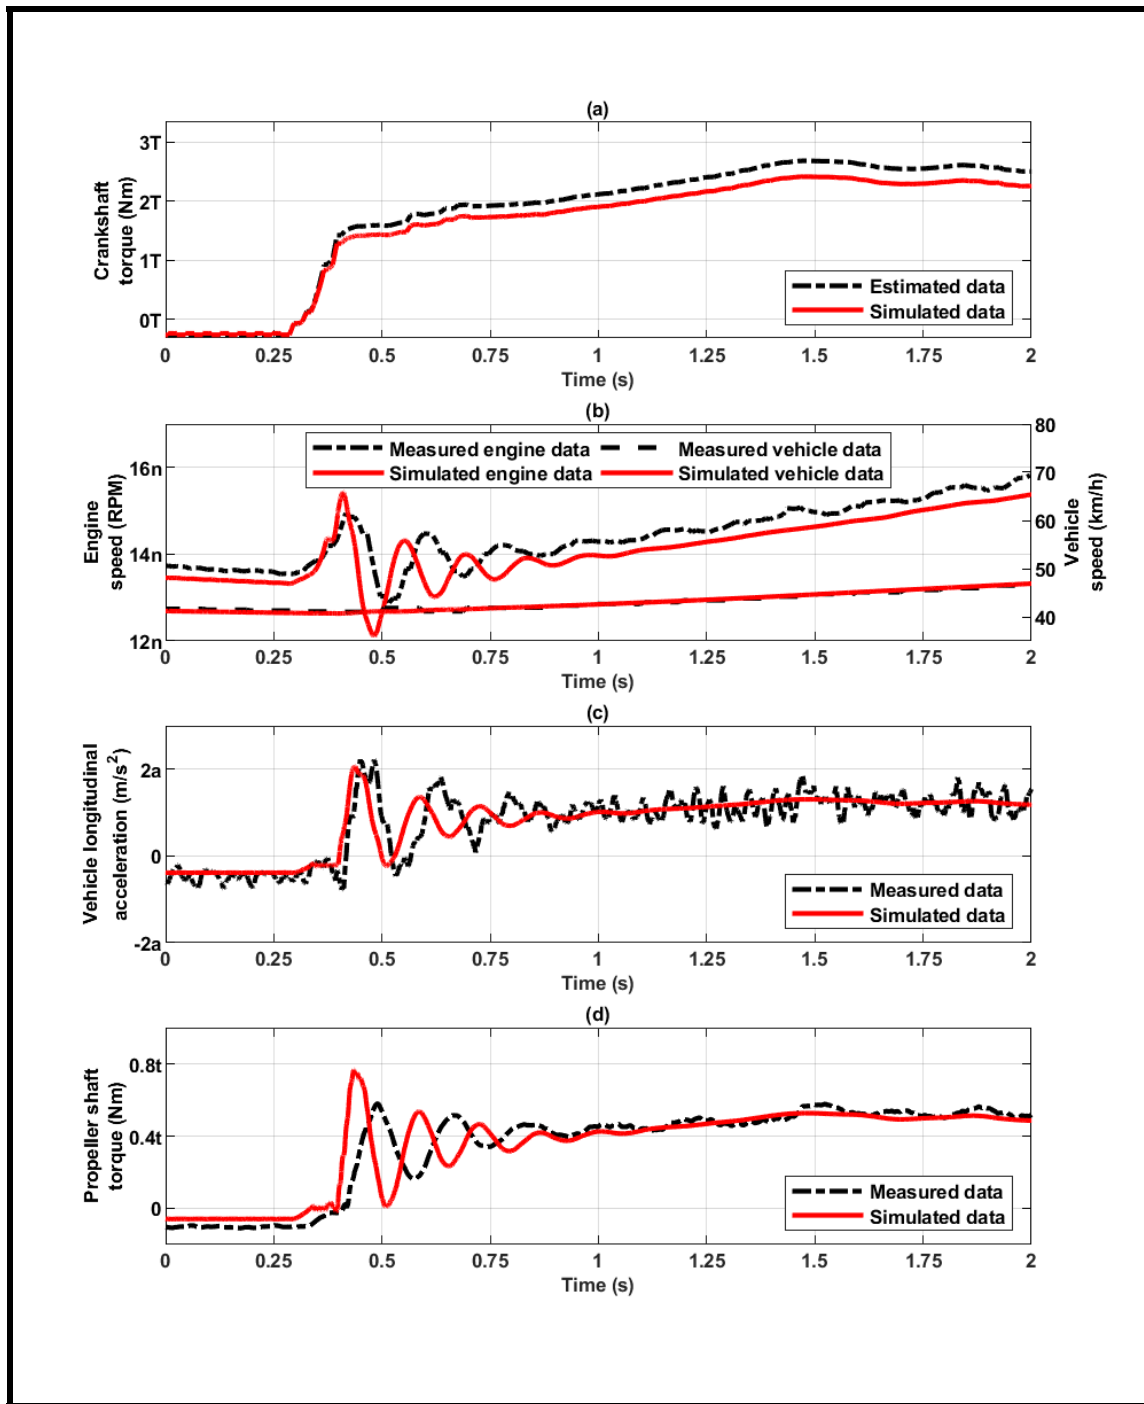 (a)
Crankshaft
torque (Nm)
3T
2T
1T
0T
Estimated data
Simulated data
0 0.25 0.5 0.75 1 1.25 1.5 1.75 2
Time (s)
(b)
Engine
speed (RPM)
16n
14n
12n
Measured engine data Measured vehicle data
Simulated engine data Simulated vehicle data
80
70
60
50
40
Vehicle
speed (km/h)
0 0.25 0.5 0.75 1 1.25 1.5 1.75 2
Time (s)
(c)
Vehicle longitudinal
acceleration (m/s²)
2a
0
-2a
Measured data
Simulated data
0 0.25 0.5 0.75 1 1.25 1.5 1.75 2
Time (s)
(d)
Propeller shaft
torque (Nm)
0.8t
0.4t
0
Measured data
Simulated data
0 0.25 0.5 0.75 1 1.25 1.5 1.75 2
Time (s)